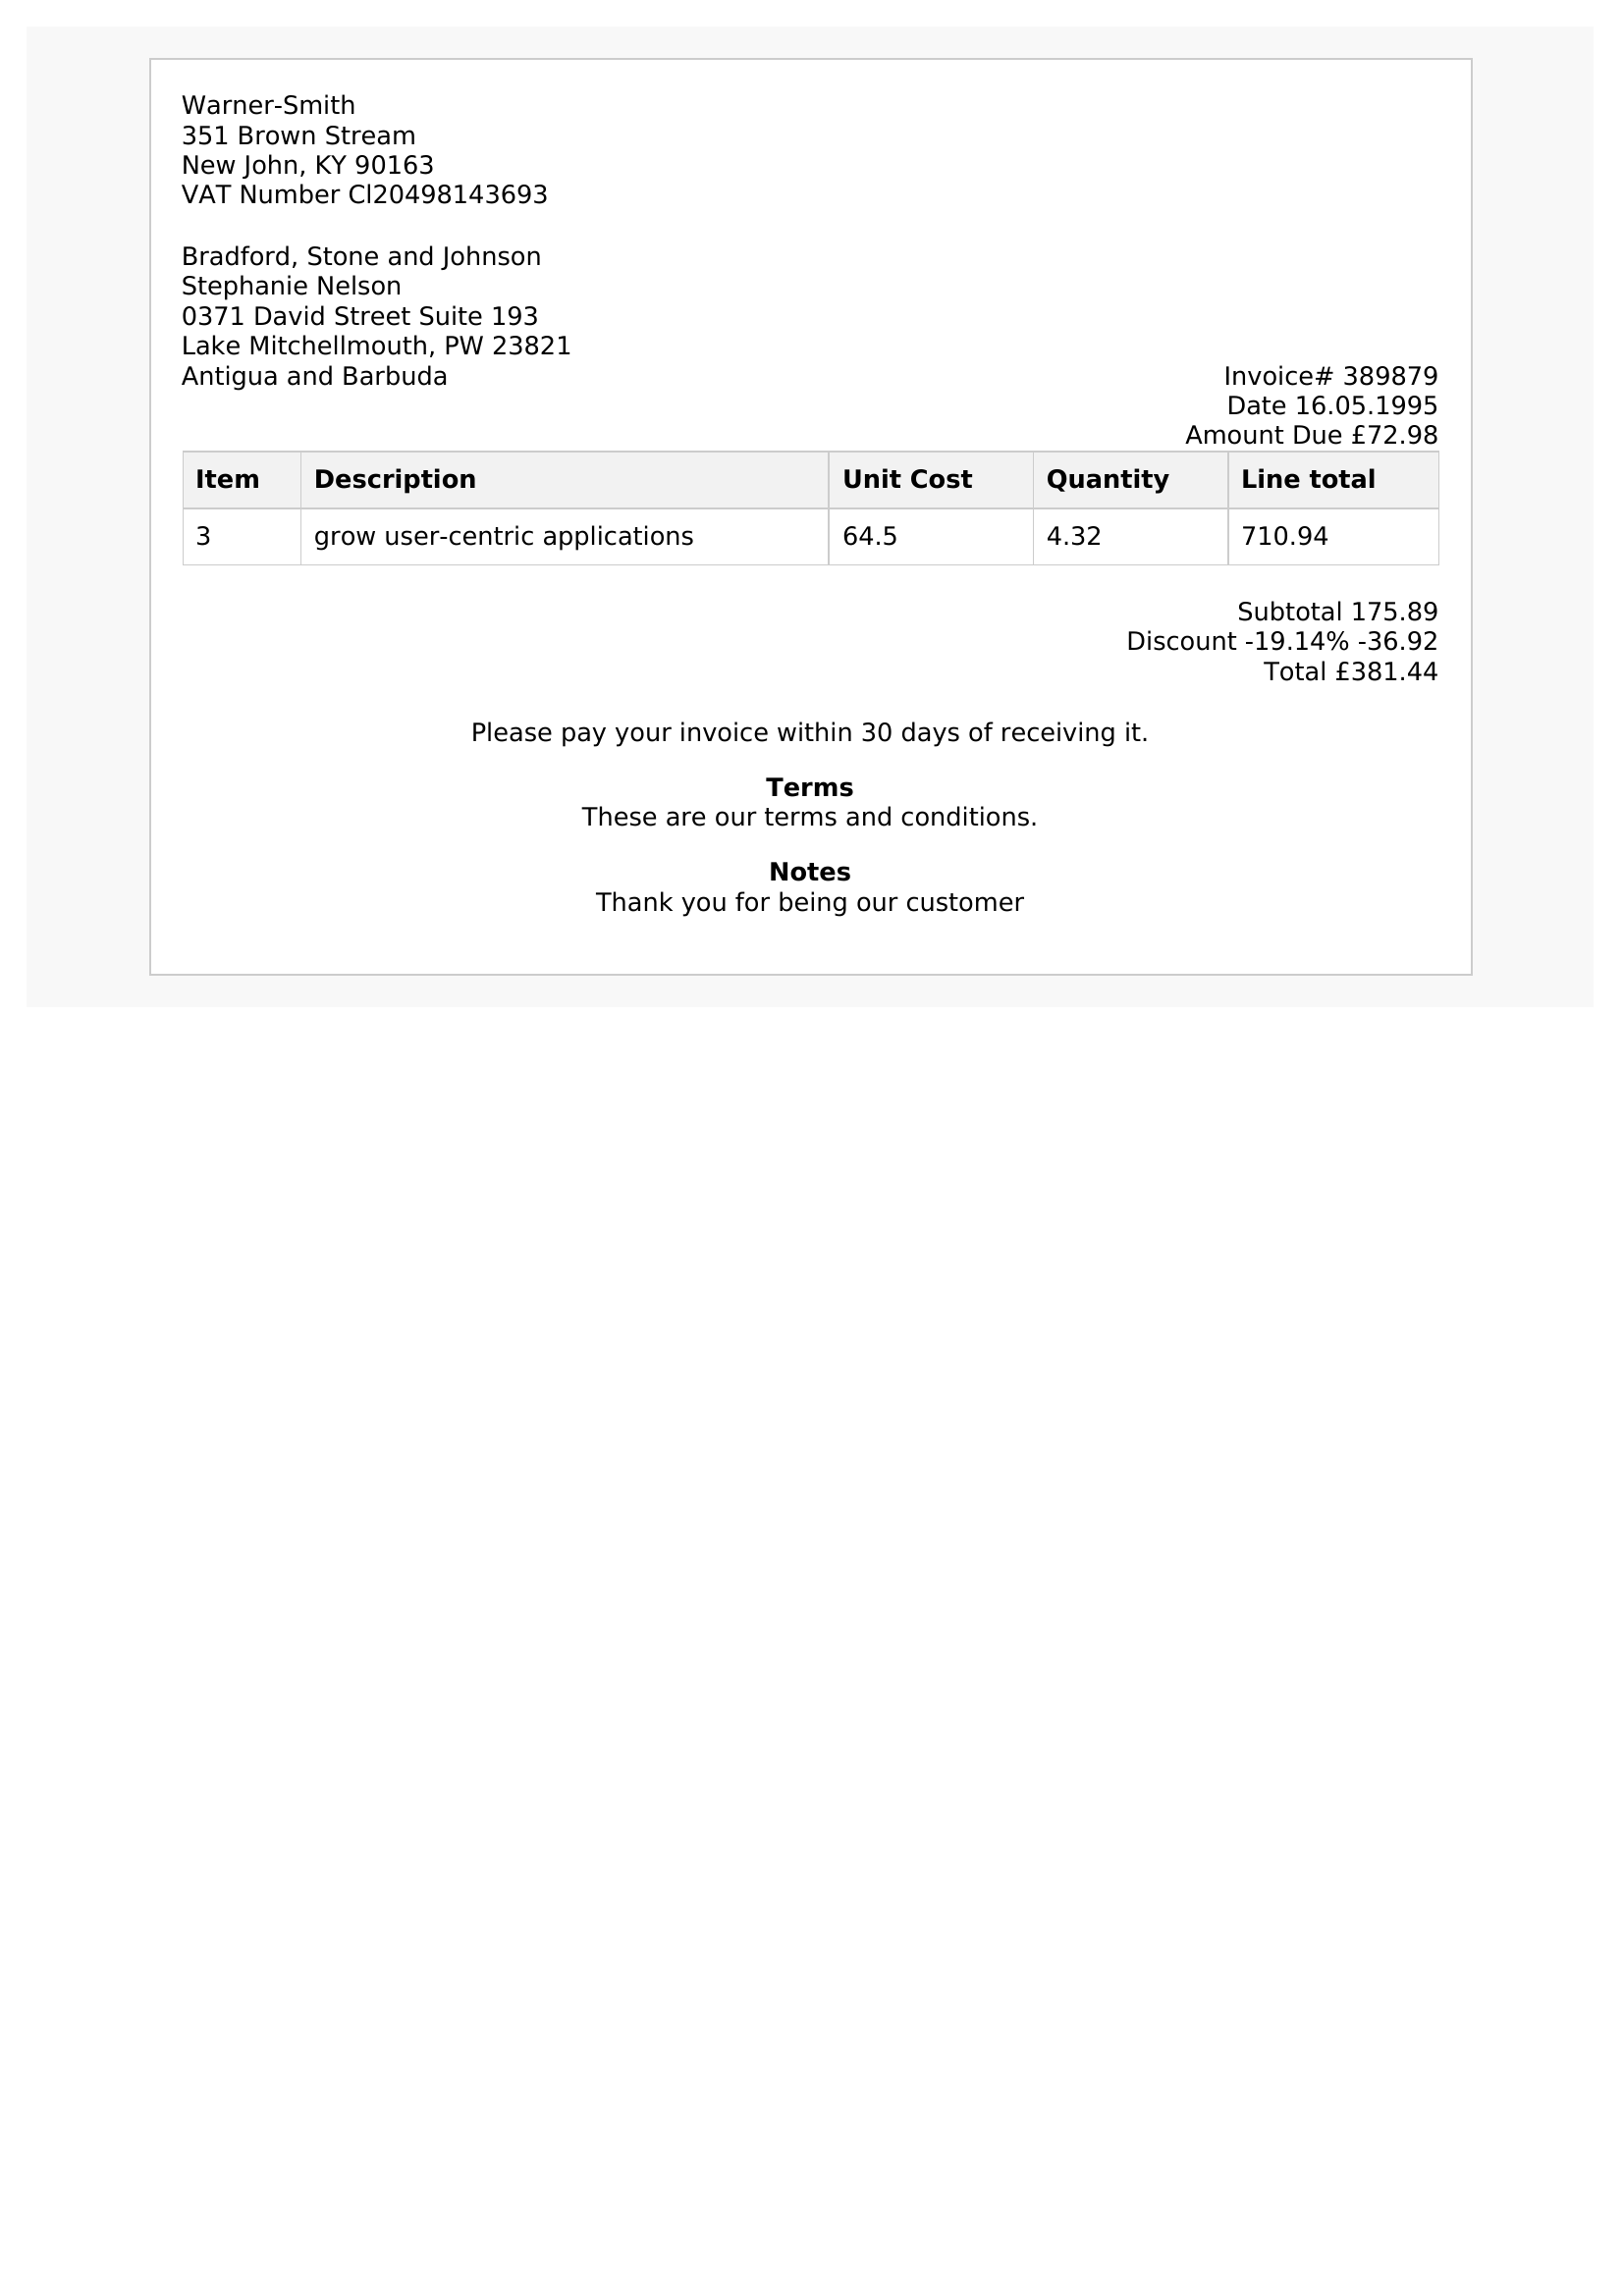 Warner-Smith
351 Brown Stream
New John, KY 90163
VAT Number Cl20498143693
Bradford, Stone and Johnson
Stephanie Nelson
0371 David Street Suite 193
Lake Mitchellmouth, PW 23821
Antigua and Barbuda
Invoice# 389879
Date 16.05.1995
Amount Due £72.98
Item Description Unit Cost Quantity Line total
3 grow user-centric applications 64.5 4.32 710.94
Subtotal 175.89
Discount -19.14% -36.92
Total £381.44
Please pay your invoice within 30 days of receiving it.
Terms
These are our terms and conditions.
Notes
Thank you for being our customer